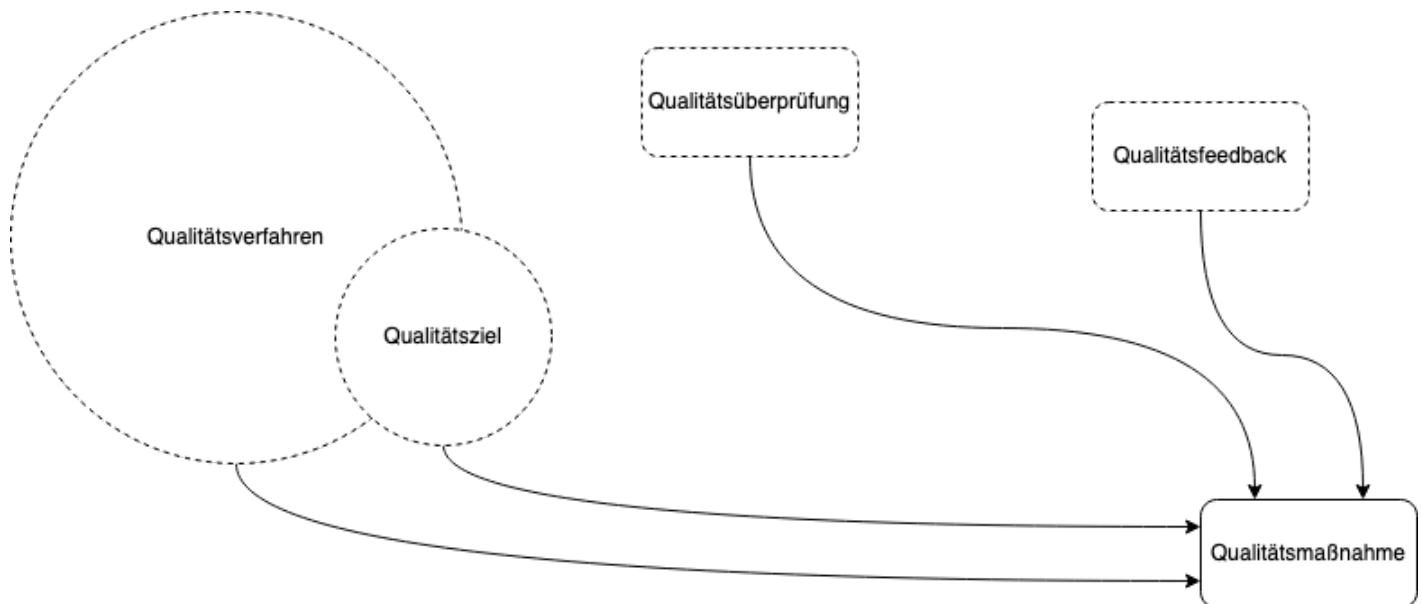 Qualitätsüberprüfung
Qualitätsfeedback
Qualitätsverfahren
Qualitätsziel
Qualitätsmaßnahme